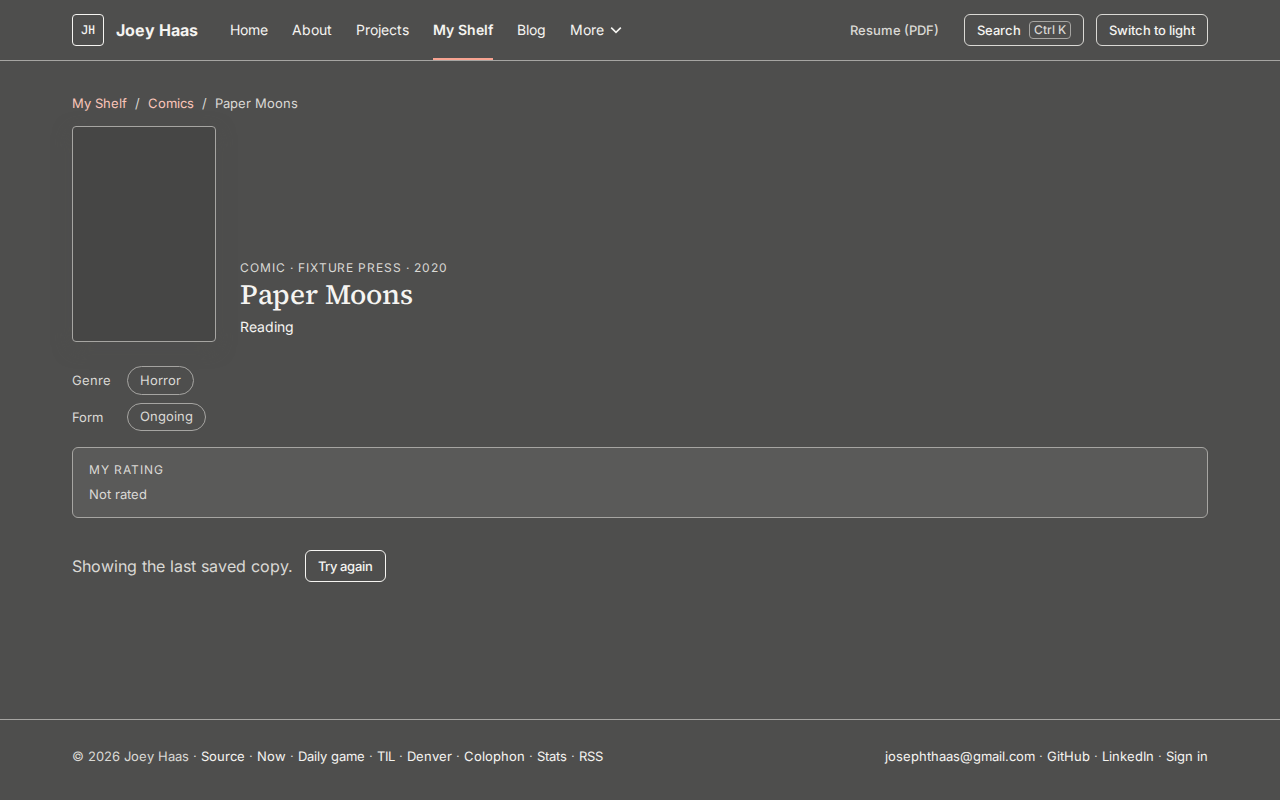 JH Joey Haas Home About Projects My Shelf Blog More Resume (PDF) Search Ctrl K Switch to light
My Shelf / Comics / Paper Moons
COMIC · FIXTURE PRESS · 2020
Paper Moons
Reading
Genre Horror
Form Ongoing
MY RATING
Not rated
Showing the last saved copy. Try again
© 2026 Joey Haas · Source · Now · Daily game · TIL · Denver · Colophon · Stats · RSS josephthaas@gmail.com · GitHub · LinkedIn · Sign in